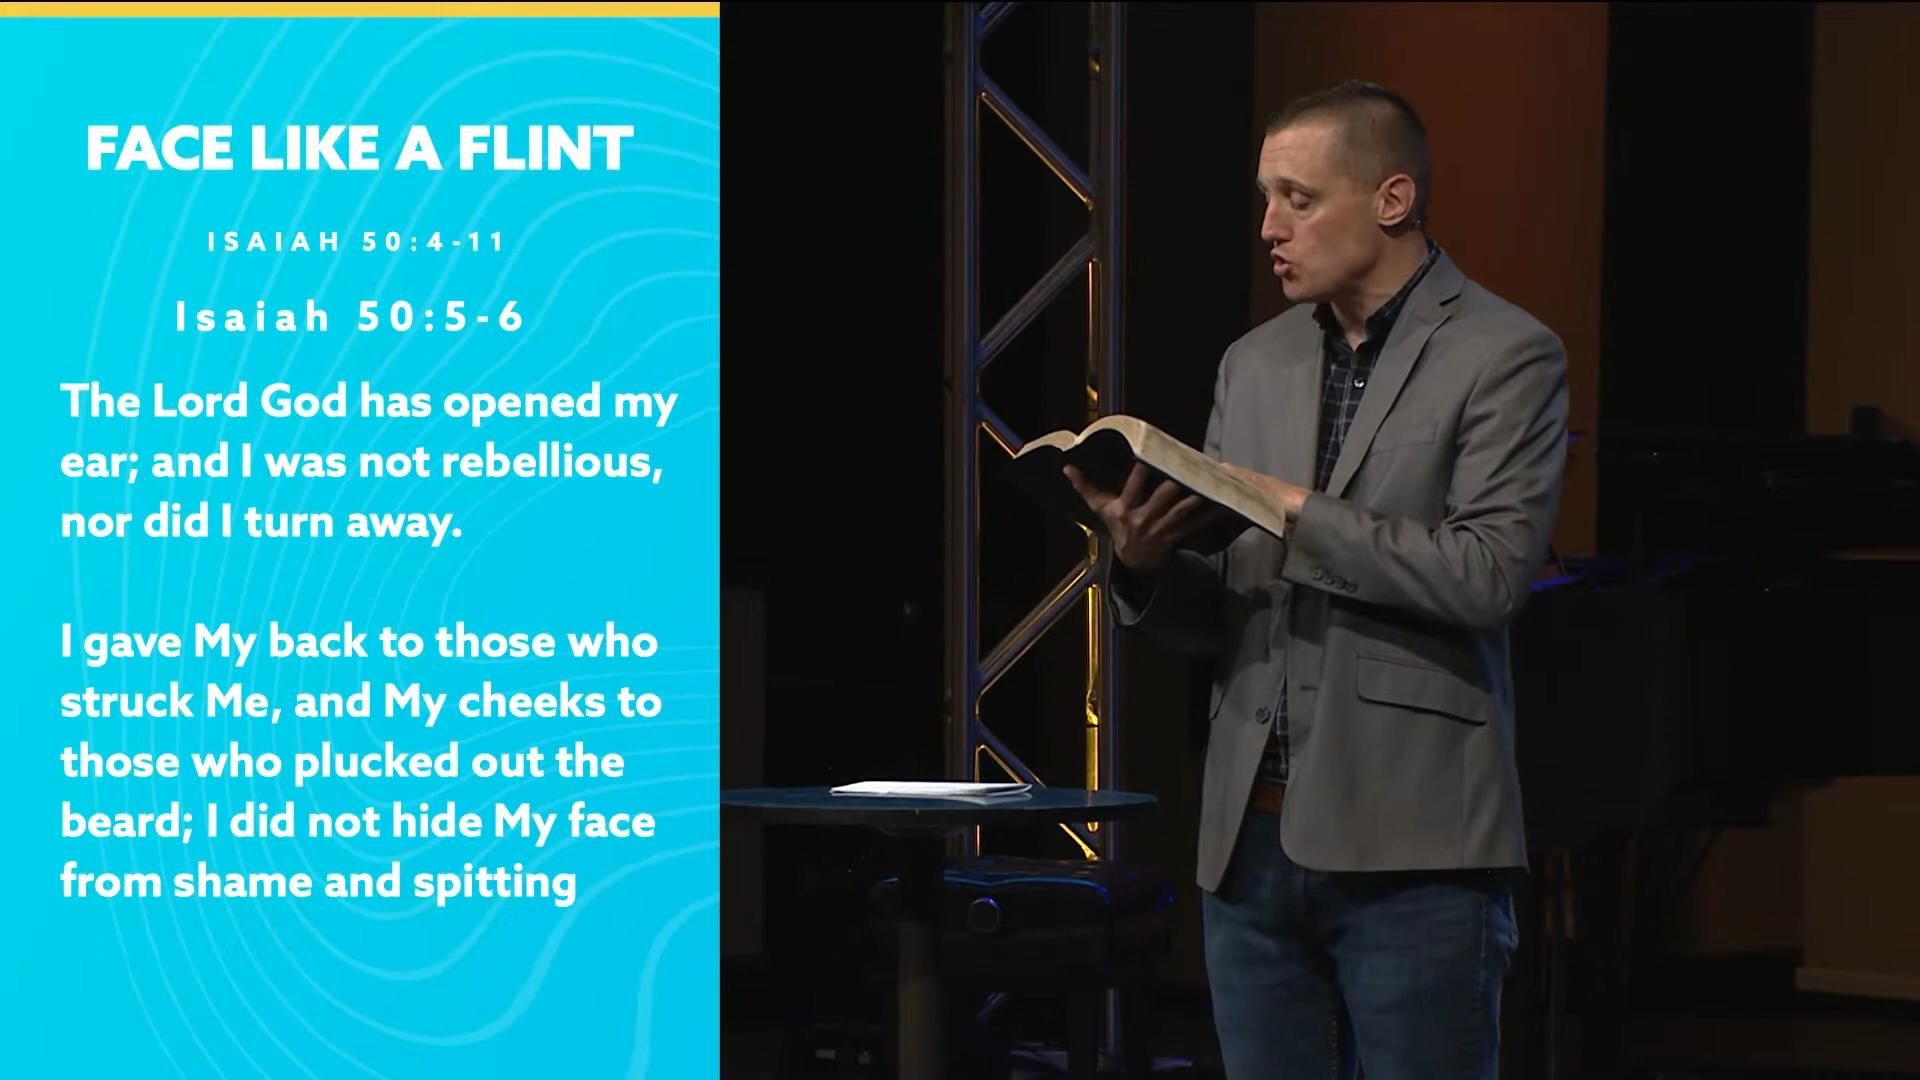 FACE LIKE A FLINT
ISAIAH 50:4-11
Isaiah 50:5-6
The Lord God has opened my
ear; and I was not rebellious,
nor did I turn away.
I gave My back to those who
struck Me, and My cheeks to
those who plucked out the
beard; I did not hide My face
from shame and spitting